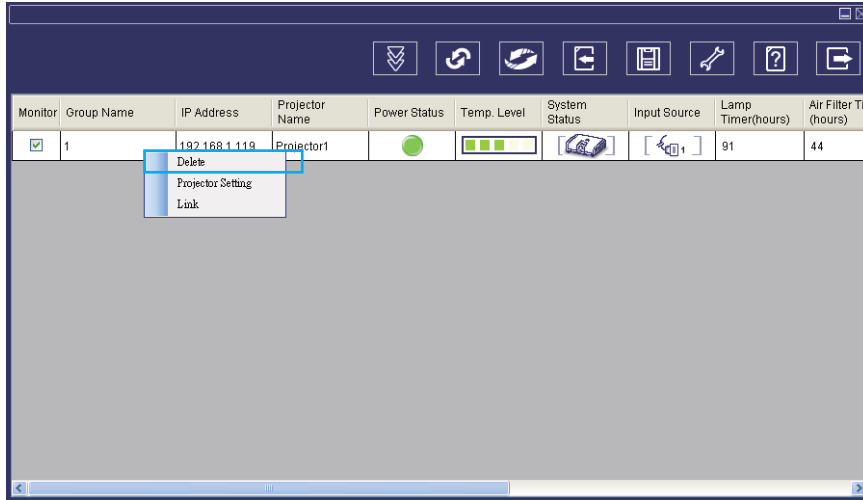 Monitor Group Name IP Address Projector Name Power Status Temp. Level System Status Input Source Lamp Timer(hours) Air Filter Ti (hours)
1 192.168.1.119 Projector1 1 91 44
Delete
Projector Setting
Link